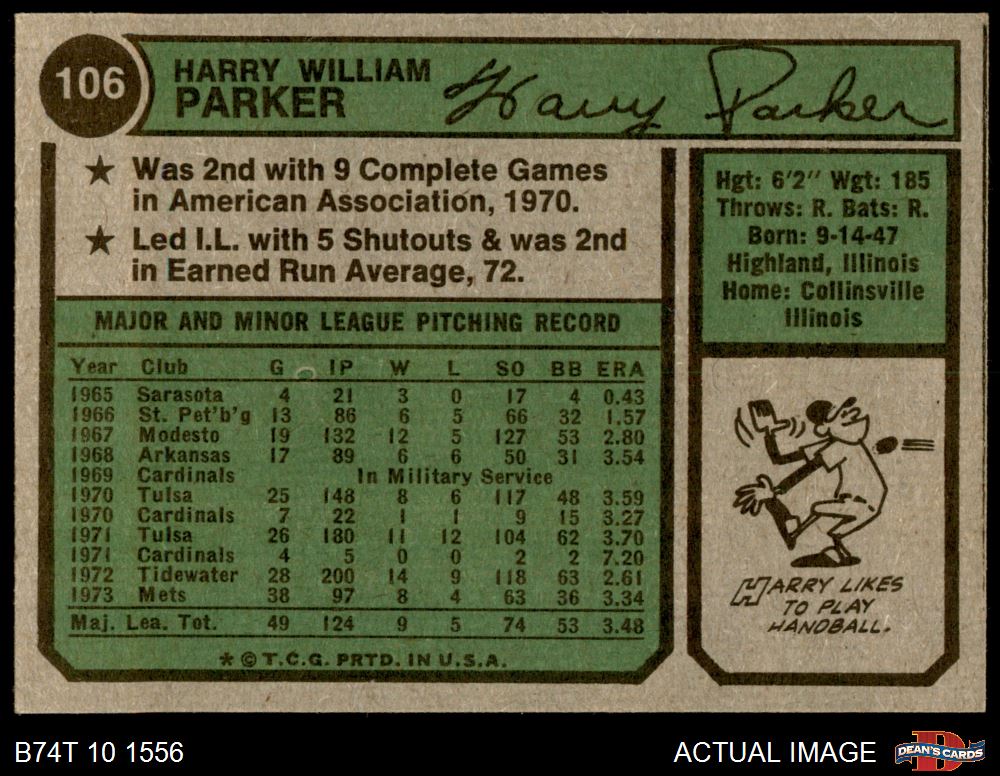 106
HARRY WILLIAM
PARKER
Harry Parker
★ Was 2nd with 9 Complete Games
in American Association, 1970.
★ Led I.L. with 5 Shutouts & was 2nd
in Earned Run Average, 72.
MAJOR AND MINOR LEAGUE PITCHING RECORD
Year Club G IP W L SO BB ERA
1965 Sarasota 4 21 3 0 17 4 0.43
1966 St. Pet'b'g 13 86 6 5 66 32 1.57
1967 Modesto 19 132 12 5 127 53 2.80
1968 Arkansas 17 89 6 6 50 31 3.54
1969 Cardinals In Military Service
1970 Tulsa 25 148 8 6 117 48 3.59
1970 Cardinals 7 22 1 1 9 15 3.27
1971 Tulsa 26 180 11 12 104 62 3.70
1971 Cardinals 4 5 0 0 2 2 7.20
1972 Tidewater 28 200 14 9 118 63 2.61
1973 Mets 38 97 8 4 63 36 3.34
Maj. Lea. Tot. 49 124 9 5 74 53 3.48
* © T.C.G. PRTD. IN U.S.A.
Hgt: 6'2" Wgt: 185
Throws: R. Bats: R.
Born: 9-14-47
Highland, Illinois
Home: Collinsville
Illinois
HARRY LIKES
TO PLAY
HANDBALL.
B74T 10 1556
ACTUAL IMAGE
DEAN'S CARDS